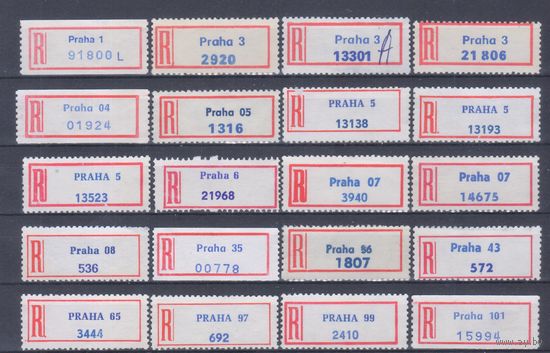 R Praha 1
91800 L
R Praha 3
2920
R Praha 3
13301 A
R Praha 3
21 806
R Praha 04
01924
R Praha 05
1316
R PRAHA 5
13138
R PRAHA 5
13193
R PRAHA 5
13523
R Praha 6
21968
R Praha 07
3940
R Praha 07
14675
R Praha 08
536
R Praha 35
00778
R Praha 36
1807
R Praha 43
572
R PRAHA 65
3444
R PRAHA 97
692
R PRAHA 99
2410
R Praha 101
15994